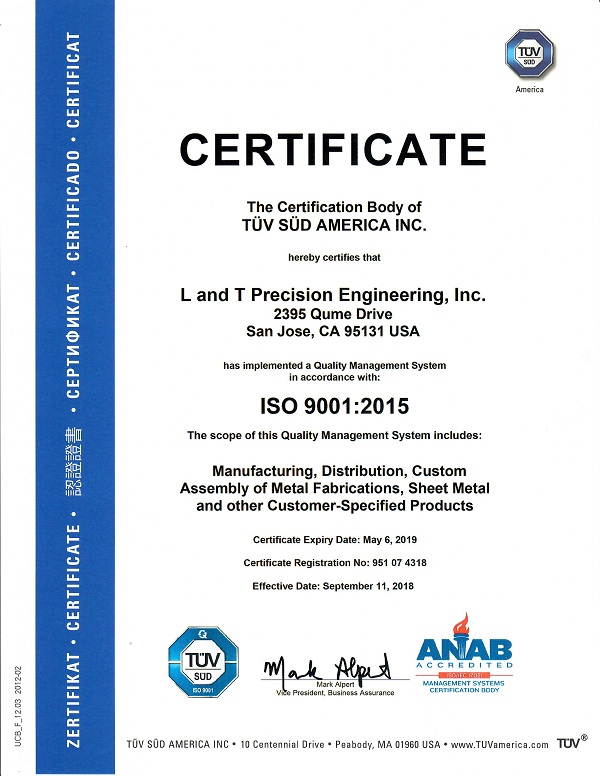 TÜV
SÜD
America
CERTIFICATE
The Certification Body of
TÜV SÜD AMERICA INC.
hereby certifies that
L and T Precision Engineering, Inc.
2395 Qume Drive
San Jose, CA 95131 USA
has implemented a Quality Management System
in accordance with:
ISO 9001:2015
The scope of this Quality Management System includes:
Manufacturing, Distribution, Custom
Assembly of Metal Fabrications, Sheet Metal
and other Customer-Specified Products
Certificate Expiry Date: May 6, 2019
Certificate Registration No: 951 07 4318
Effective Date: September 11, 2018
Q
TÜV
SÜD
ISO 9001
Mark Alpert
Mark Alpert
Vice President, Business Assurance
ANAB
ACCREDITED
ISO/IEC 17021
MANAGEMENT SYSTEMS
CERTIFICATION BODY
TÜV SÜD AMERICA INC • 10 Centennial Drive • Peabody, MA 01960 USA • www.TUVamerica.com TÜV®
ZERTIFIKAT • CERTIFICATE • 認證證書 • СЕРТИФИКАТ • CERTIFICADO • CERTIFICAT
UCB_F_12.03 2012-02